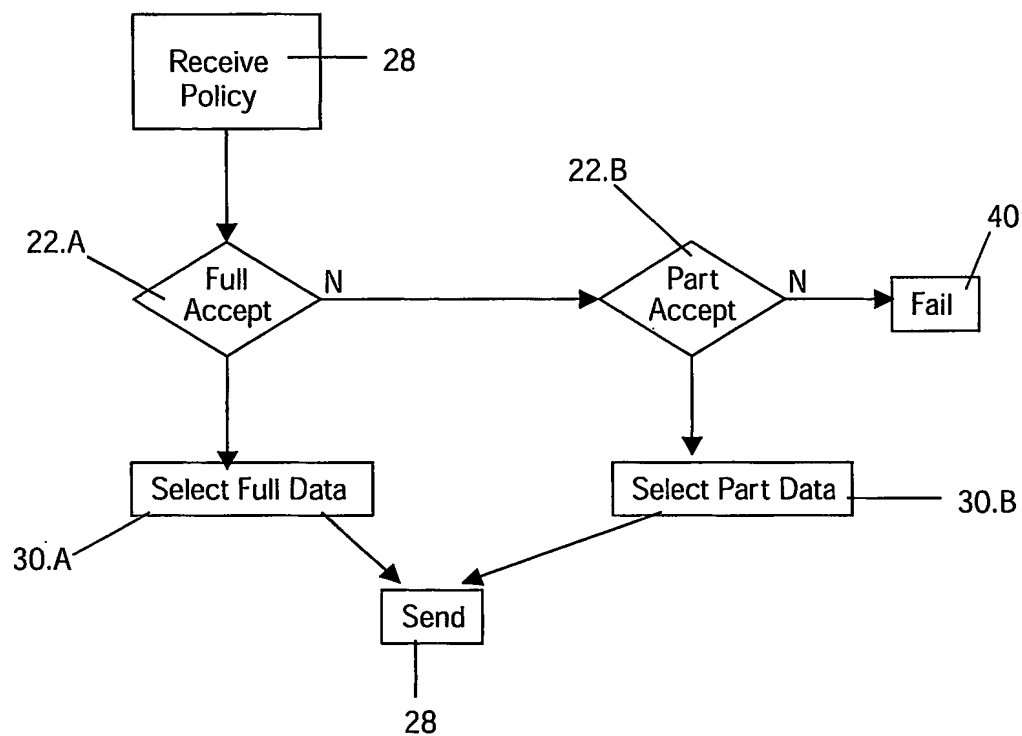 Receive
Policy
28
22.B
40
22.A
Full
Accept
N
Part
Accept
N
Fail
Select Full Data
Select Part Data
30.B
30.A
Send
28